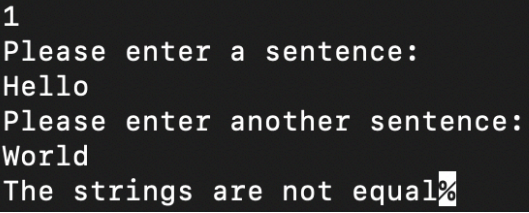 1
Please enter a sentence:
Hello
Please enter another sentence:
World
The strings are not equal%